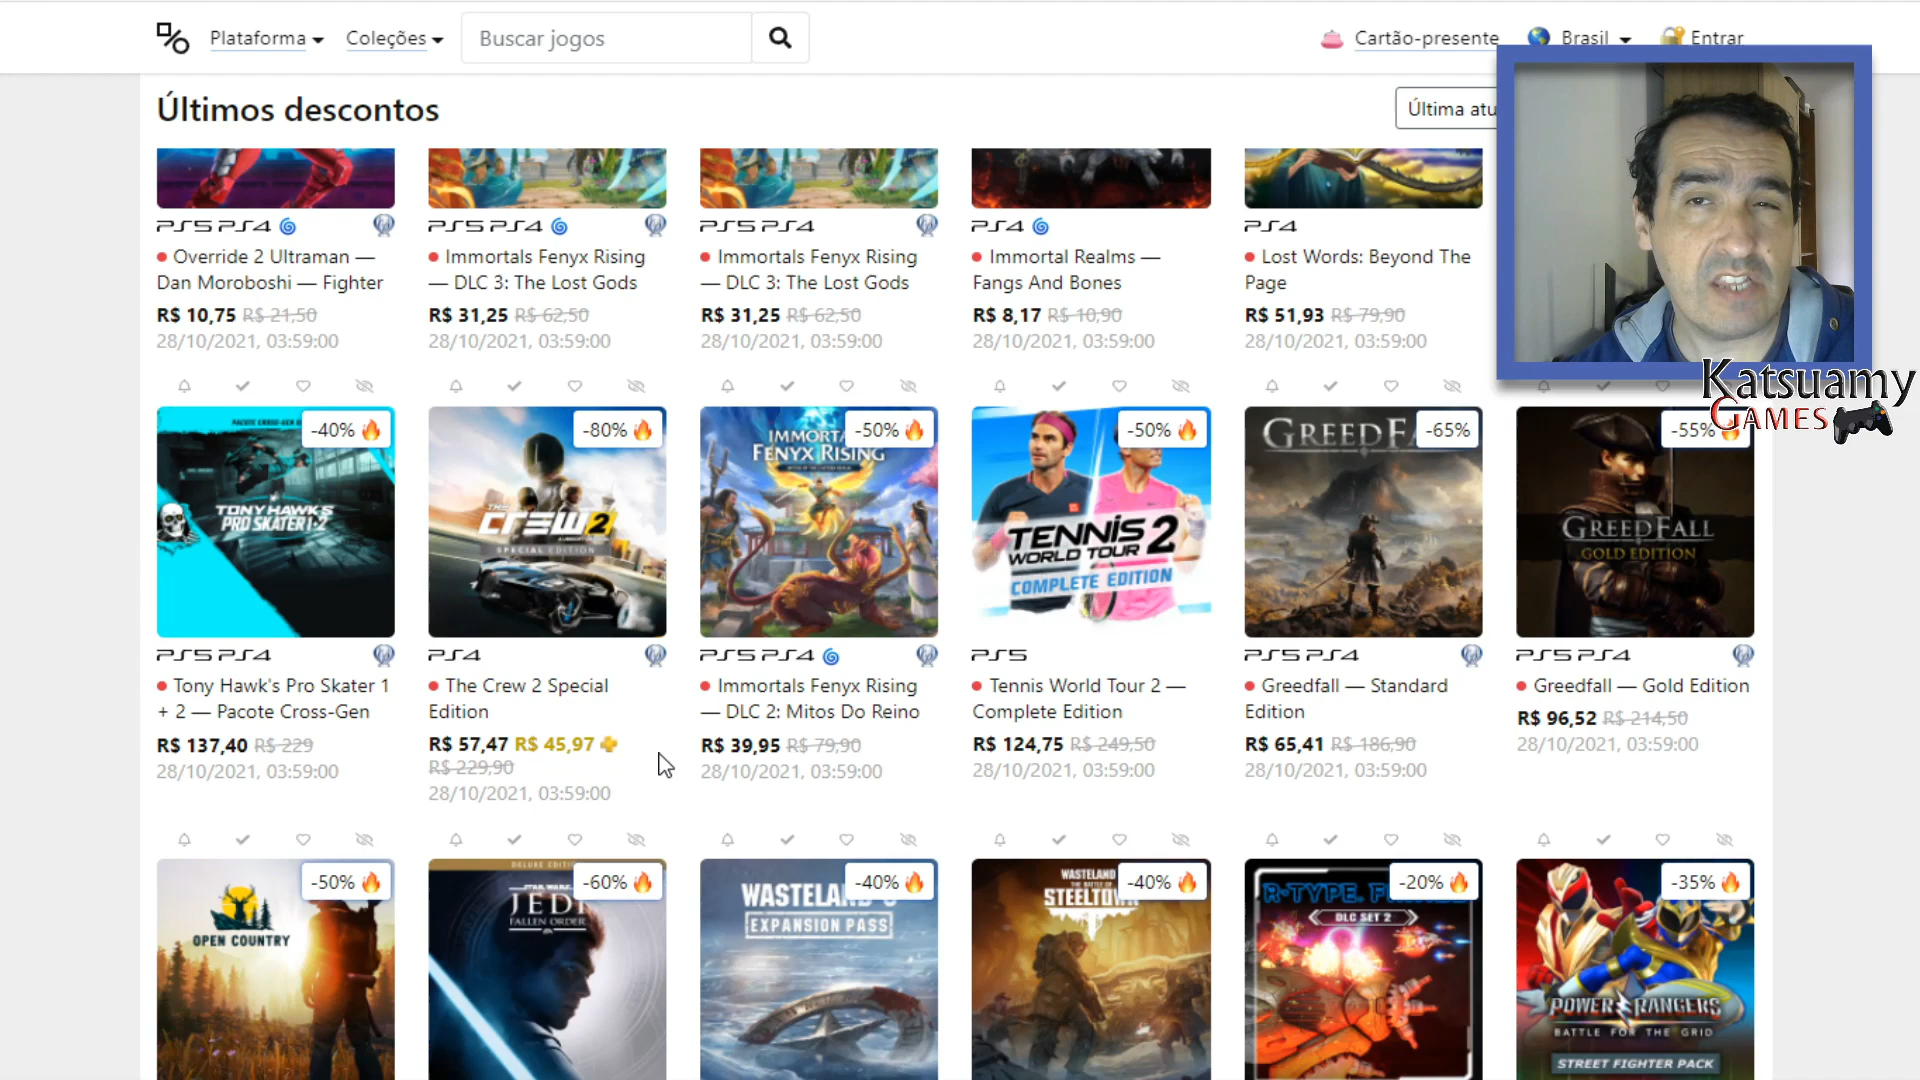 Plataforma
Coleções
Buscar jogos
Cartão-presente
Brasil
Entrar
Últimos descontos
Última atu
PS5 PS4
PS5 PS4
PS5 PS4
PS4
PS4
Override 2 Ultraman —
Dan Moroboshi — Fighter
R$ 10,75 R$ 21,50
28/10/2021, 03:59:00
Immortals Fenyx Rising
— DLC 3: The Lost Gods
R$ 31,25 R$ 62,50
28/10/2021, 03:59:00
Immortals Fenyx Rising
— DLC 3: The Lost Gods
R$ 31,25 R$ 62,50
28/10/2021, 03:59:00
Immortal Realms —
Fangs And Bones
R$ 8,17 R$ 10,90
28/10/2021, 03:59:00
Lost Words: Beyond The
Page
R$ 51,93 R$ 79,90
28/10/2021, 03:59:00
Katsuamy
GAMES
-40%
TONY HAWK'S
PRO SKATER 1+2
PS5 PS4
Tony Hawk's Pro Skater 1
+ 2 — Pacote Cross-Gen
R$ 137,40 R$ 229
28/10/2021, 03:59:00
-80%
THE
CREW 2
SPECIAL EDITION
PS4
The Crew 2 Special
Edition
R$ 57,47 R$ 45,97
R$ 229,90
28/10/2021, 03:59:00
-50%
IMMORTA
FENYX RISING
PS5 PS4
Immortals Fenyx Rising
— DLC 2: Mitos Do Reino
R$ 39,95 R$ 79,90
28/10/2021, 03:59:00
-50%
TENNIS
WORLD TOUR 2
COMPLETE EDITION
PS5
Tennis World Tour 2 —
Complete Edition
R$ 124,75 R$ 249,50
28/10/2021, 03:59:00
-65%
GREEDFA
PS5 PS4
Greedfall — Standard
Edition
R$ 65,41 R$ 186,90
28/10/2021, 03:59:00
-55%
GREEDFALL
GOLD EDITION
PS5 PS4
Greedfall — Gold Edition
R$ 96,52 R$ 214,50
28/10/2021, 03:59:00
-50%
OPEN COUNTRY
-60%
STAR WARS
JEDI
FALLEN ORDER
-40%
WASTELAND 3
EXPANSION PASS
-40%
WASTELAND
THE BATTLE OF
STEELTOWN
-20%
R-TYPE FINAL
DLC SET 2
-35%
POWER RANGERS
BATTLE FOR THE GRID
STREET FIGHTER PACK